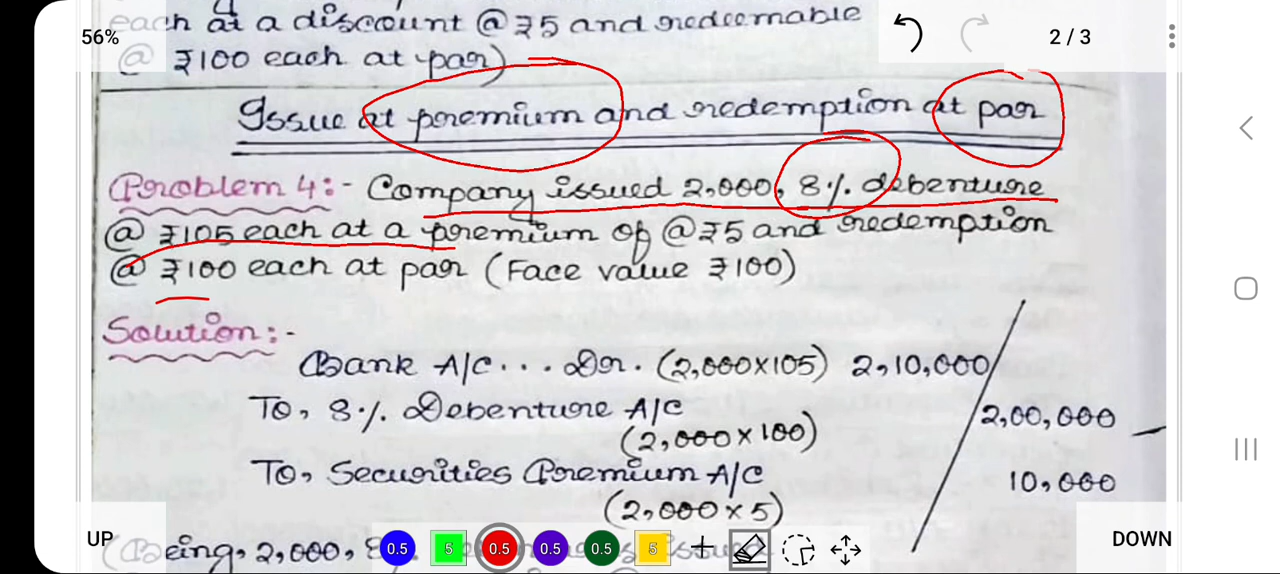 each at a discount @ ₹5 and redeemable
56%
2 / 3
@ ₹100 each at par)
Issue at premium and redemption at par
Problem 4:- Company issued 2,000, 8% debenture
@ ₹105 each at a premium of @ ₹5 and redemption
@ ₹100 each at par (Face value ₹100)
Solution:-
Bank A/C ... Dr. (2,000×105) 2,10,000
To, 8% Debenture A/C 2,00,000
(2,000×100)
To, Securities Premium A/C 10,000
(2,000×5)
UP
(Being, 2,000, issued
0.5 5 0.5 0.5 0.5 5
DOWN